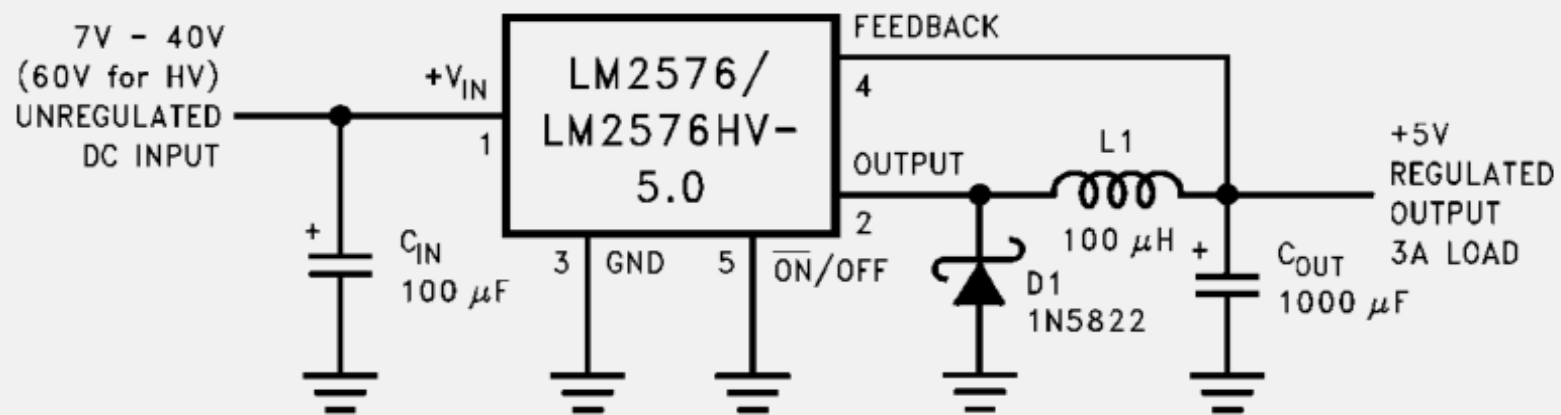 7V - 40V
(60V for HV)
UNREGULATED
DC INPUT
+VIN
1
CIN
100 μF
+
LM2576/
LM2576HV-
5.0
3
GND
5
ON/OFF
FEEDBACK
4
OUTPUT
2
L1
100 μH
D1
1N5822
+
COUT
1000 μF
+5V
REGULATED
OUTPUT
3A LOAD